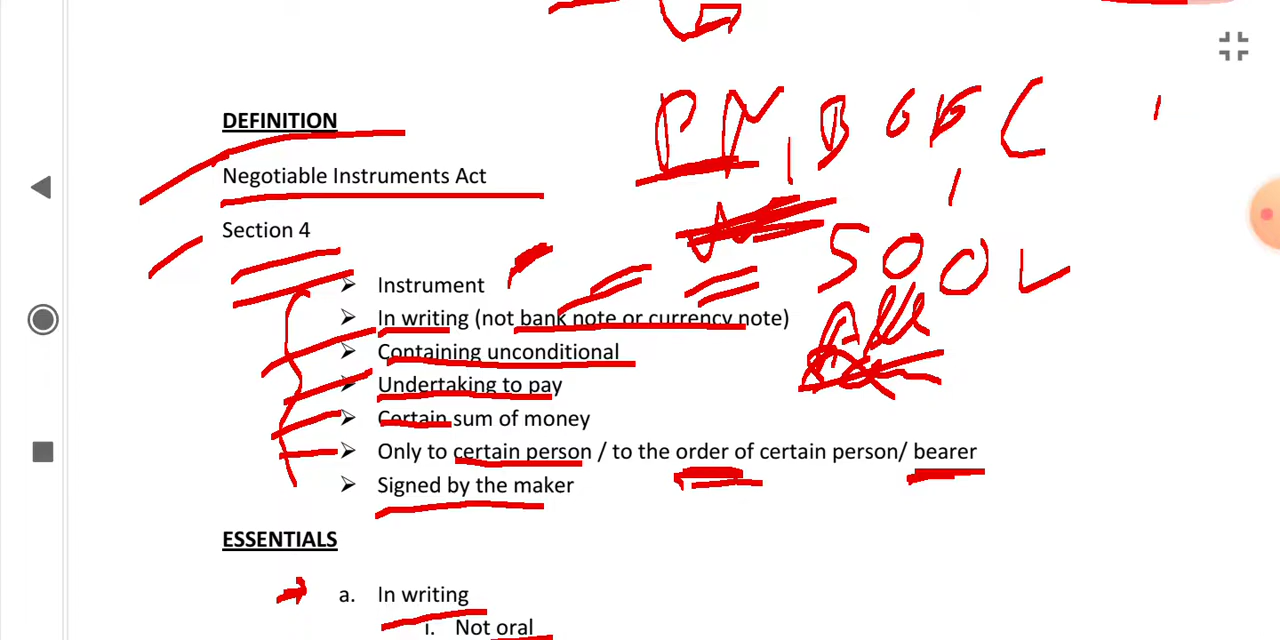 PN, B O E C
DEFINITION
Negotiable Instruments Act
Section 4
500 L
➢ Instrument
➢ In writing (not bank note or currency note)
➢ Containing unconditional
➢ Undertaking to pay
➢ Certain sum of money
➢ Only to certain person / to the order of certain person/ bearer
➢ Signed by the maker
ESSENTIALS
a. In writing
i. Not oral